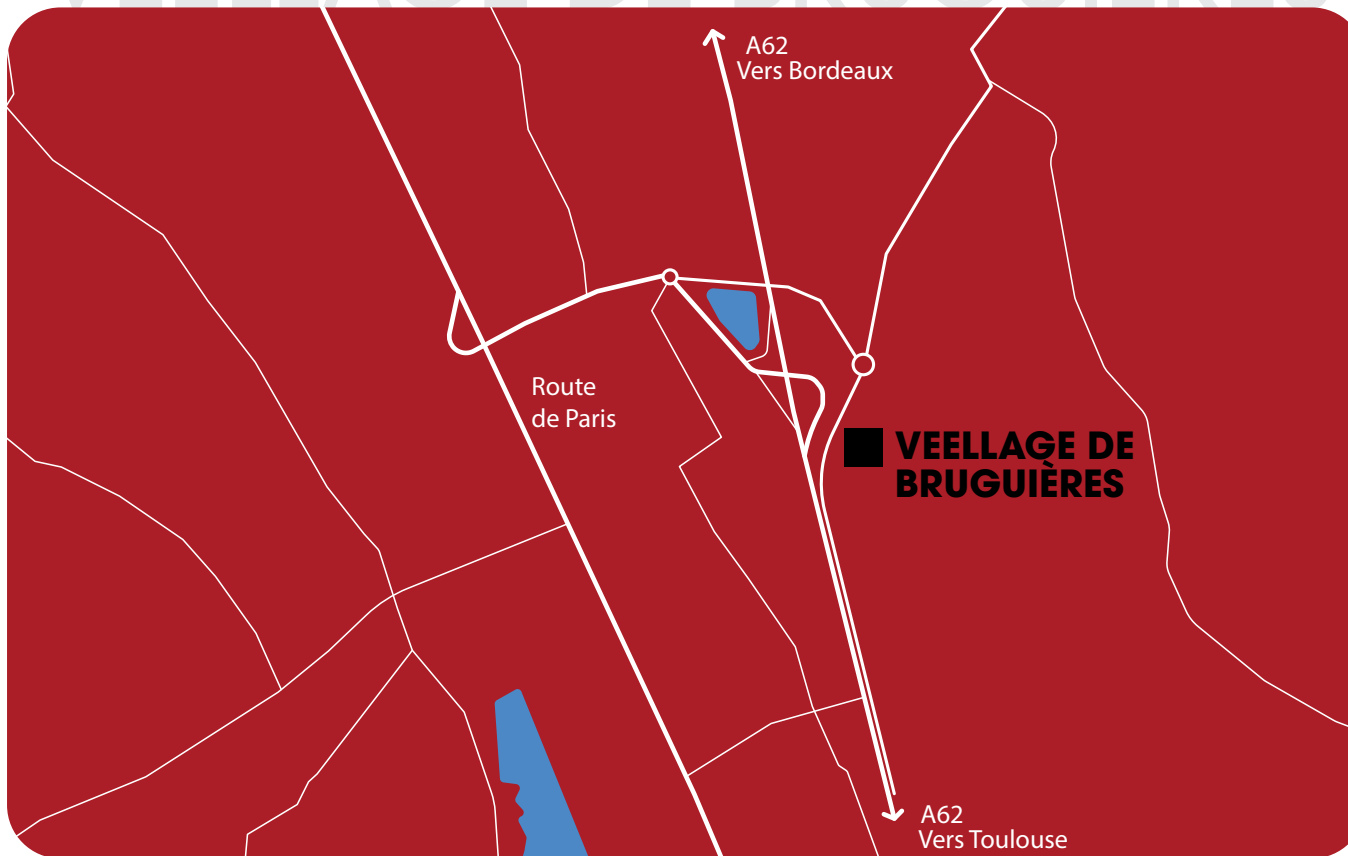 A62
Vers Bordeaux
Route
de Paris
VEELLAGE DE
BRUGUIÈRES
A62
Vers Toulouse